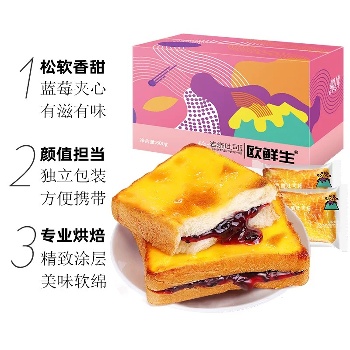 1 松软香甜
蓝莓夹心
有滋有味
2 颜值担当
独立包装
方便携带
3 专业烘焙
精致涂层
美味软绵
欧鲜生